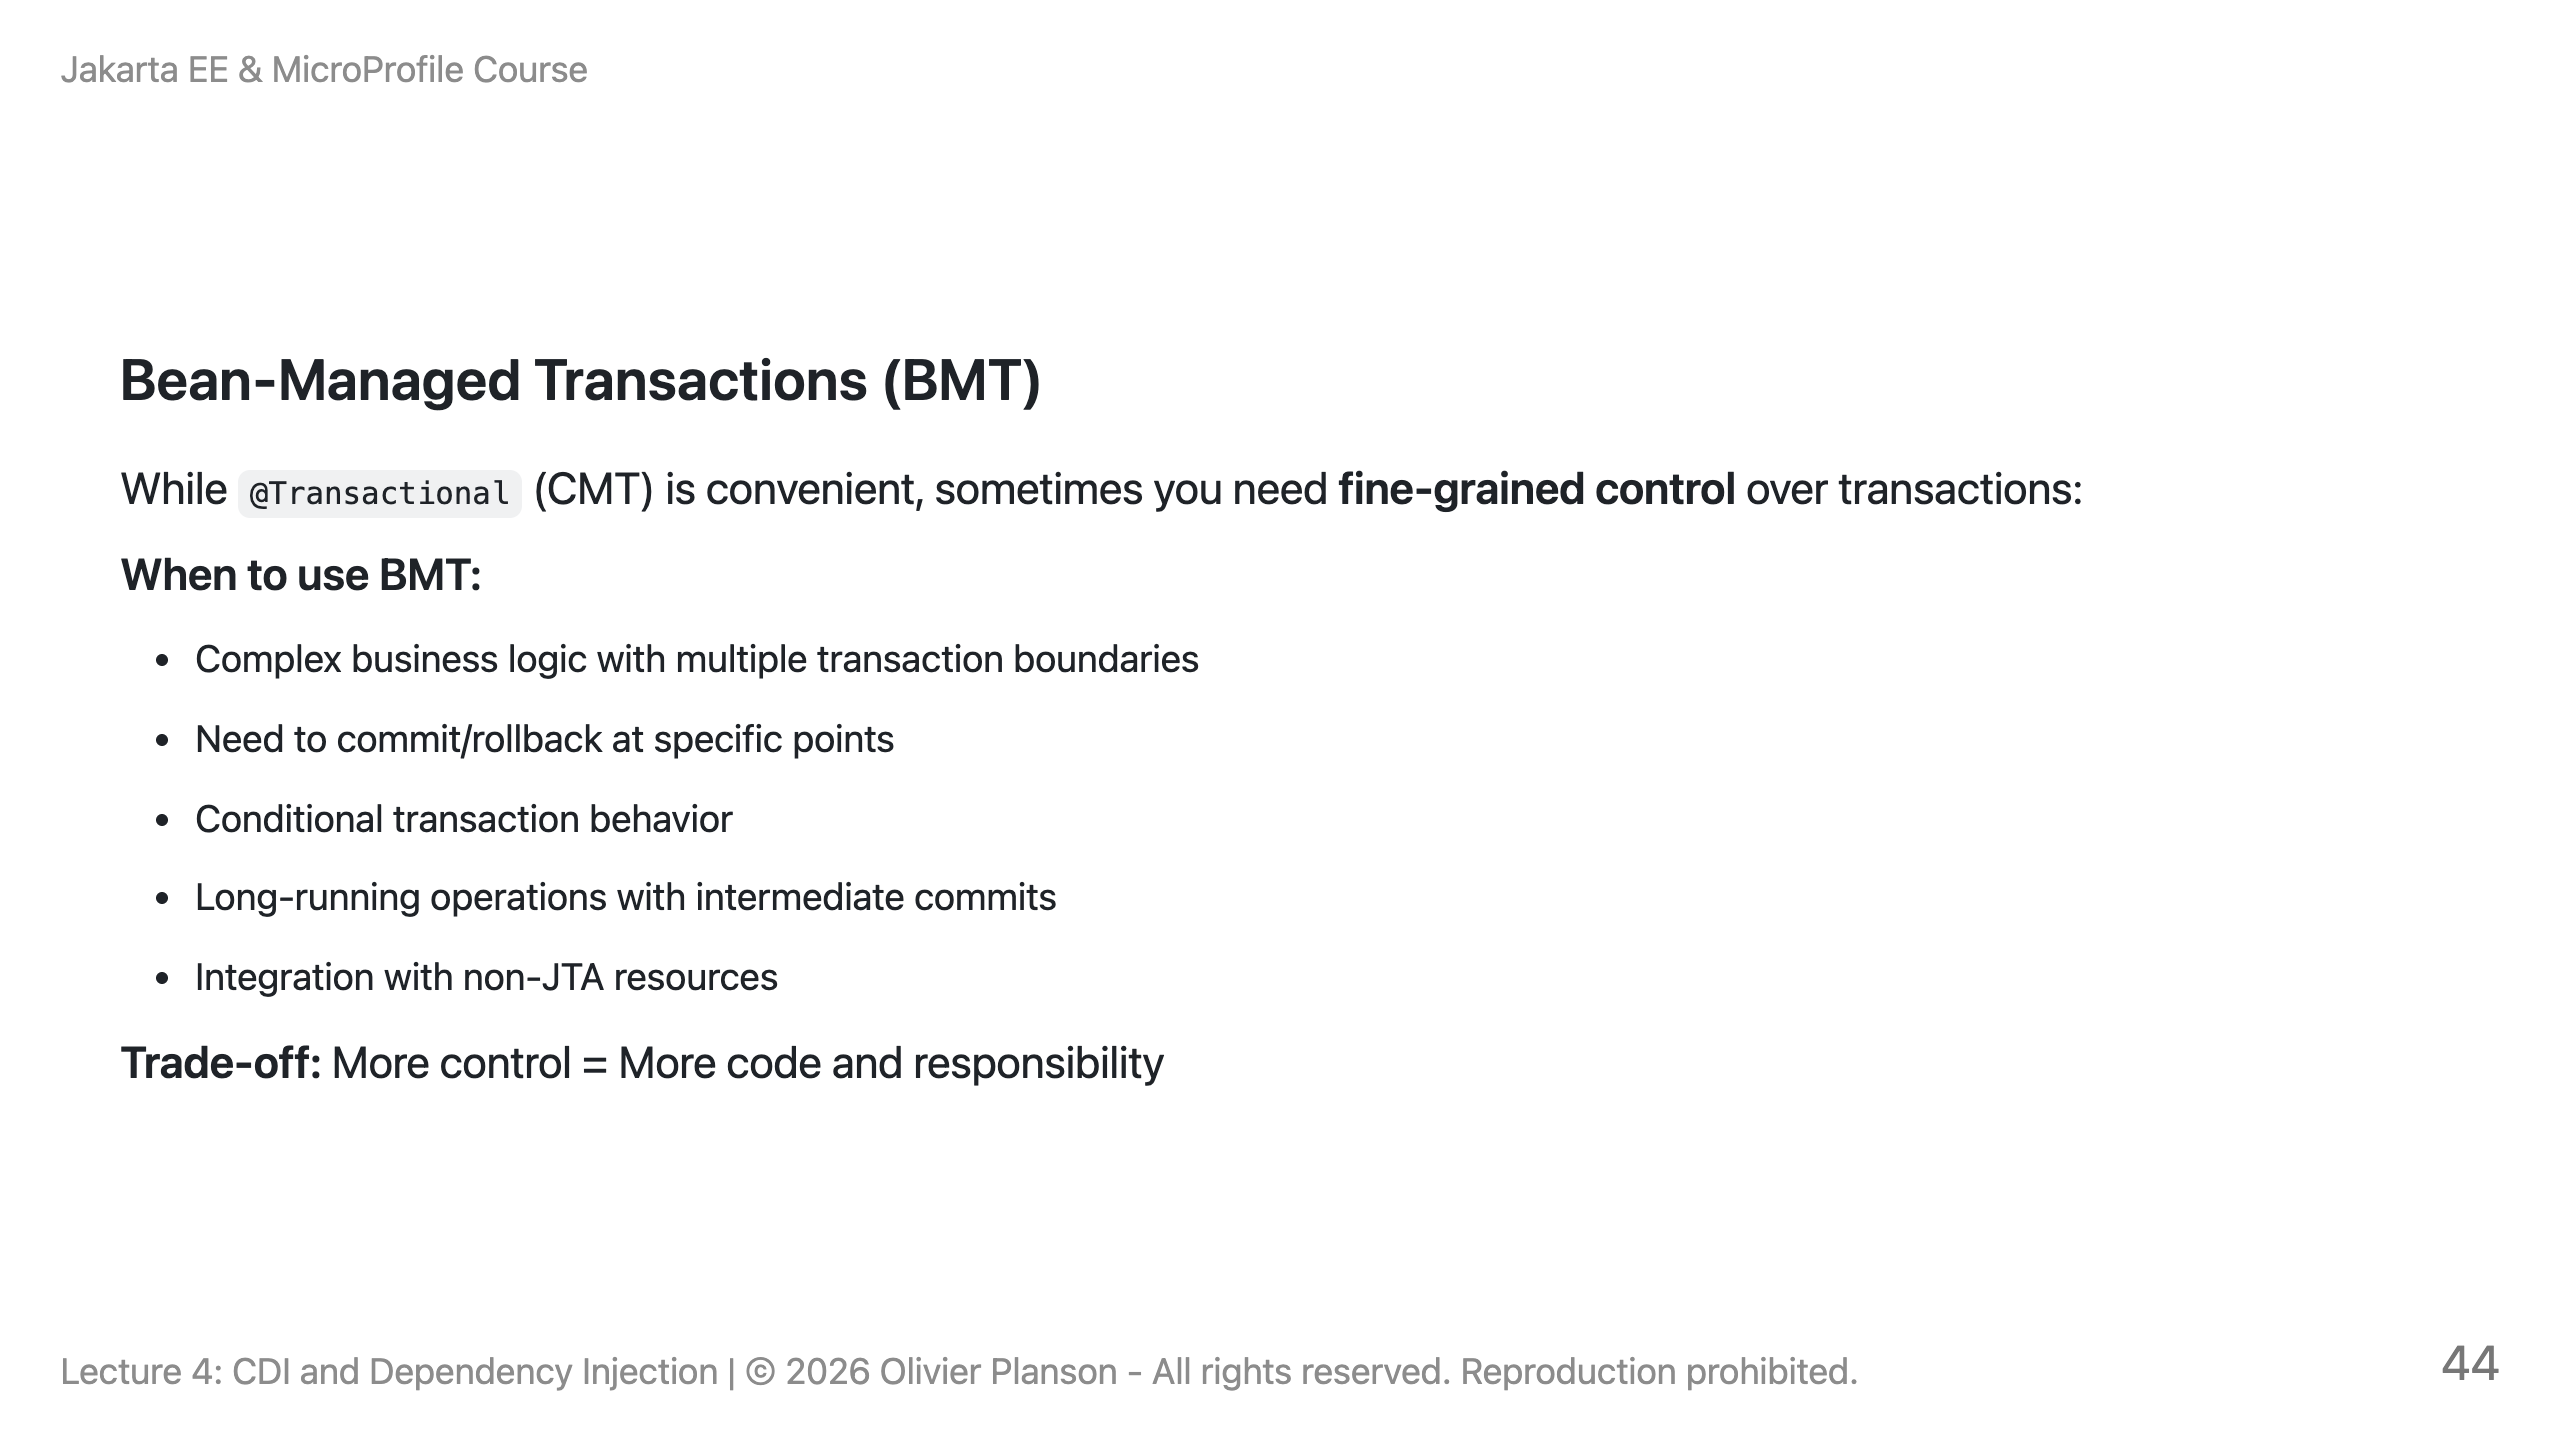 Jakarta EE & MicroProfile Course
Bean-Managed Transactions (BMT)
While @Transactional (CMT) is convenient, sometimes you need fine-grained control over transactions:
When to use BMT:
• Complex business logic with multiple transaction boundaries
• Need to commit/rollback at specific points
• Conditional transaction behavior
• Long-running operations with intermediate commits
• Integration with non-JTA resources
Trade-off: More control = More code and responsibility
Lecture 4: CDI and Dependency Injection | © 2026 Olivier Planson - All rights reserved. Reproduction prohibited.
44